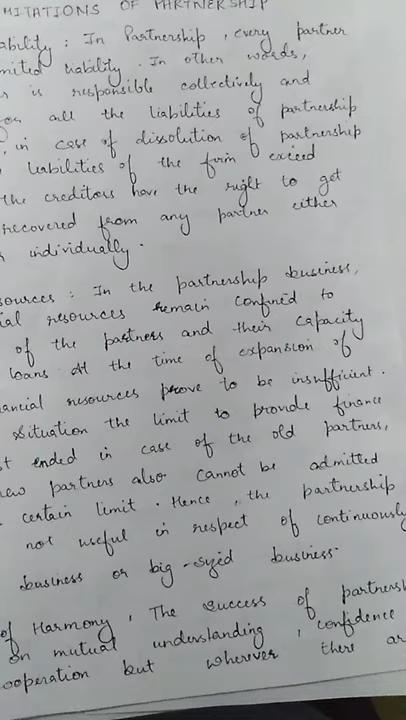 MITATIONS OF PARTNERSHIP
ability : In Partnership , every partner
mited liability . In other words,
is responsible collectively and
all the liabilities of partnership
, in case of dissolution of partnership
liabilities of the firm exceed
the creditors have the right to get
recovered from any partner either
individually .
sources : In the partnership business,
ial resources remain confined to
of the partners and their capacity
loans At the time of expansion of
ancial resources prove to be insufficient .
situation the limit to provide finance
t ended in case of the old partners,
new partners also cannot be admitted
certain limit . Hence , the partnership
not useful in respect of continuously
business or big-syed business.
of Harmony , The success of partnersh
on mutual understanding , confidence
ooperation but wherever there ar